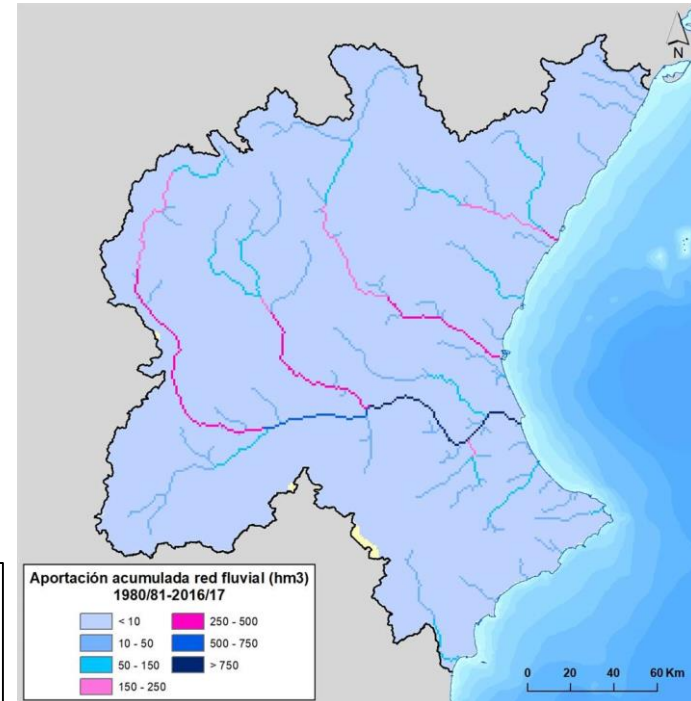 N
Aportación acumulada red fluvial (hm3)
1980/81-2016/17
< 10
250 - 500
10 - 50
500 - 750
50 - 150
> 750
150 - 250
0 20 40 60 Km